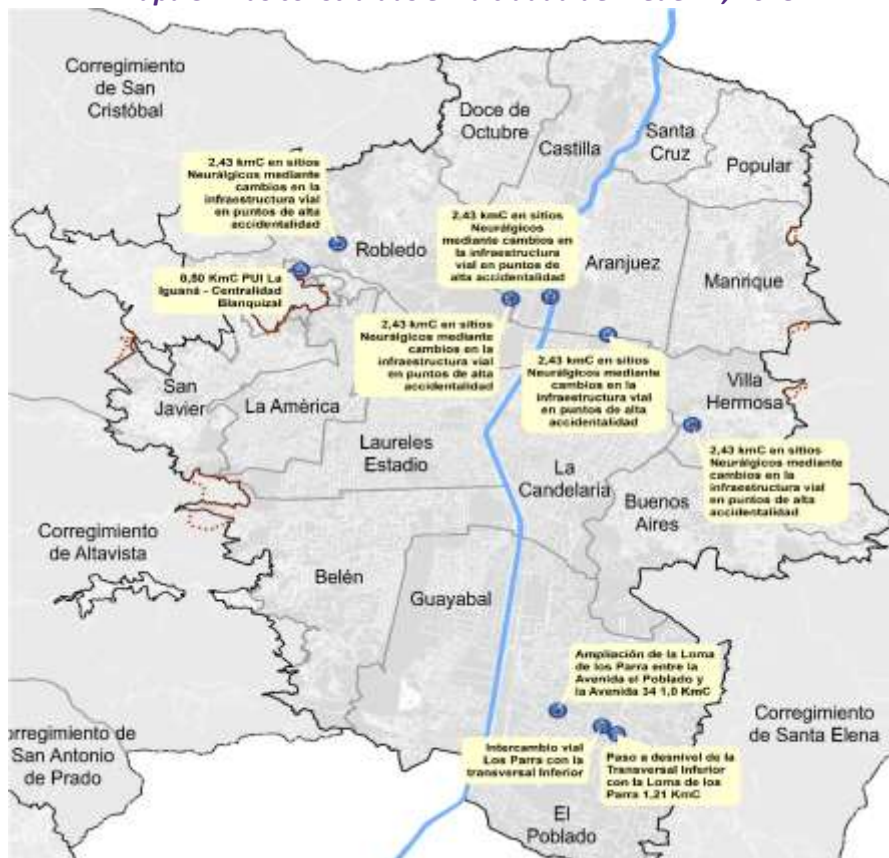 Corregimiento
de San
Cristóbal
Doce de
Octubre
Castilla
Santa
Cruz
Popular
2,43 kmC en sitios
Neurálgicos mediante
cambios en la
infraestructura vial
en puntos de alta
accidentalidad
Robledo
2,43 kmC en sitios
Neurálgicos
mediante cambios en
la infraestructura
vial en puntos de
alta accidentalidad
Aranjuez
Manrique
0,50 KmC PUI La
Iguaná - Centralidad
Blanquizal
2,43 kmC en sitios
Neurálgicos mediante
cambios en la
infraestructura vial
en puntos de alta
accidentalidad
2,43 kmC en sitios
Neurálgicos mediante
cambios en la
infraestructura vial
en puntos de alta
accidentalidad
San
Javier
La Amèrica
Villa
Hermosa
Laureles
Estadio
La
Candelaria
2,43 kmC en sitios
Neurálgicos mediante
cambios en la
infraestructura vial
en puntos de alta
accidentalidad
Buenos
Aires
Corregimiento
de Altavista
Belén
Guayabal
Ampliación de la Loma
de los Parra entre la
Avenida el Poblado y
la Avenida 34 1,0 KmC
Corregimiento
de Santa Elena
orregimiento de
San Antonio
de Prado
Intercambio vial
Los Parra con la
transversal Inferior
Paso a desnivel de la
Transversal Inferior
con la Loma de los
Parra 1,21 KmC
El
Poblado